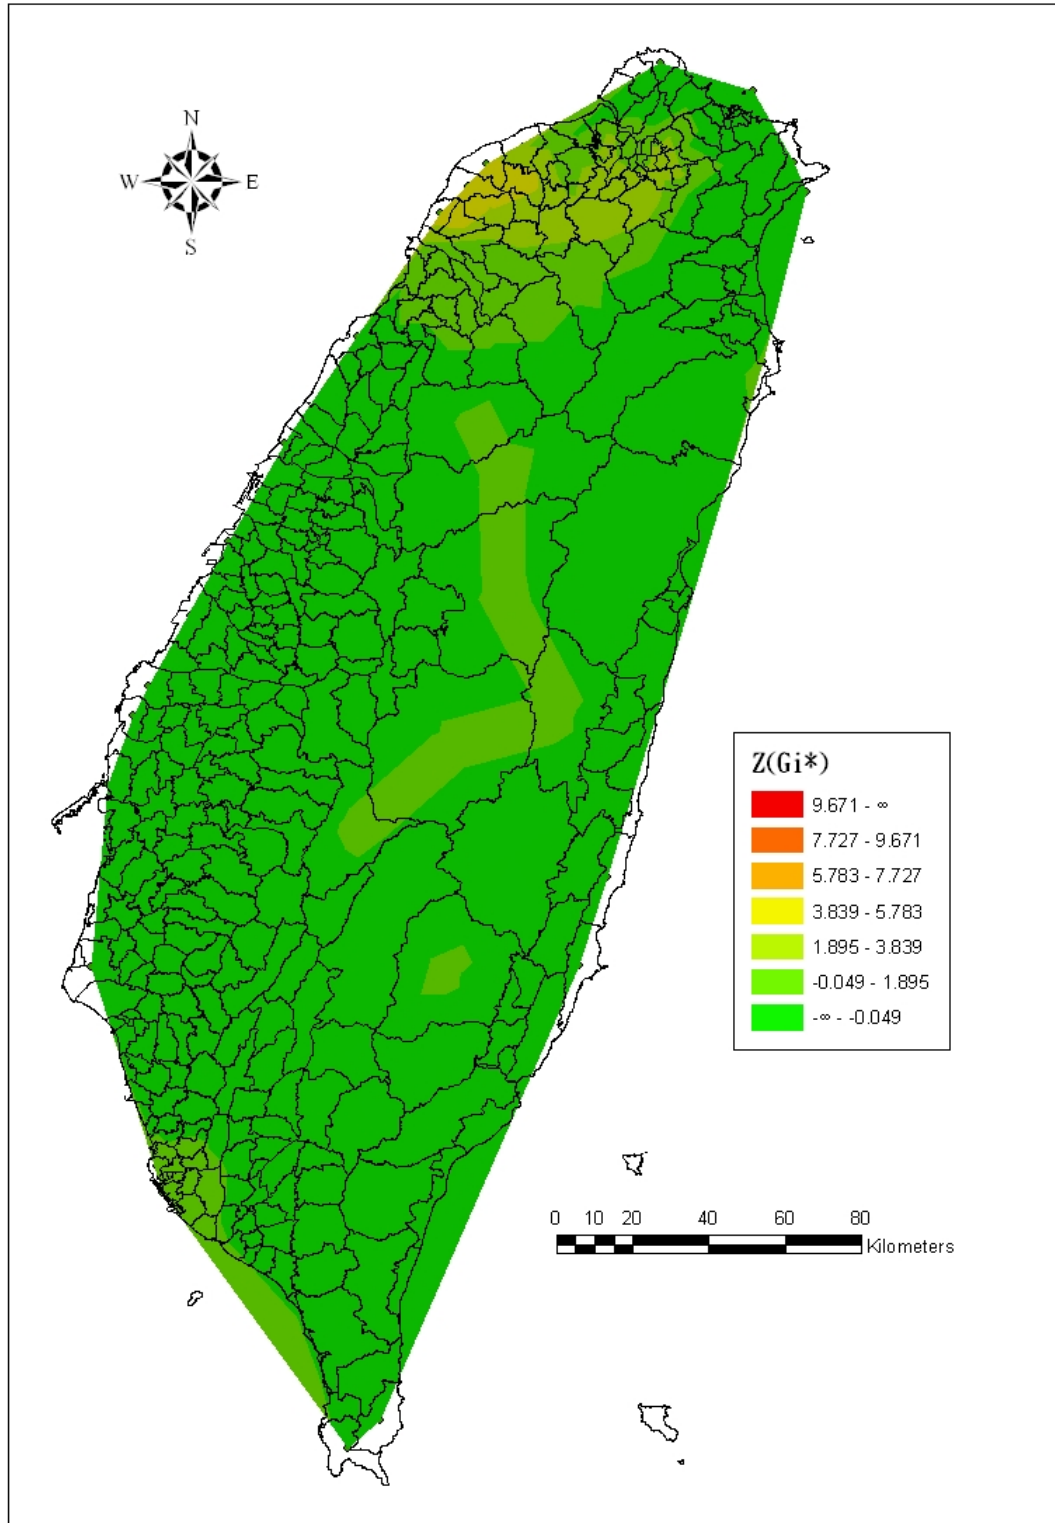 N
W E
S
Z(Gi*)
9.671 - ∞
7.727 - 9.671
5.783 - 7.727
3.839 - 5.783
1.895 - 3.839
-0.049 - 1.895
-∞ - -0.049
0 10 20 40 60 80
Kilometers